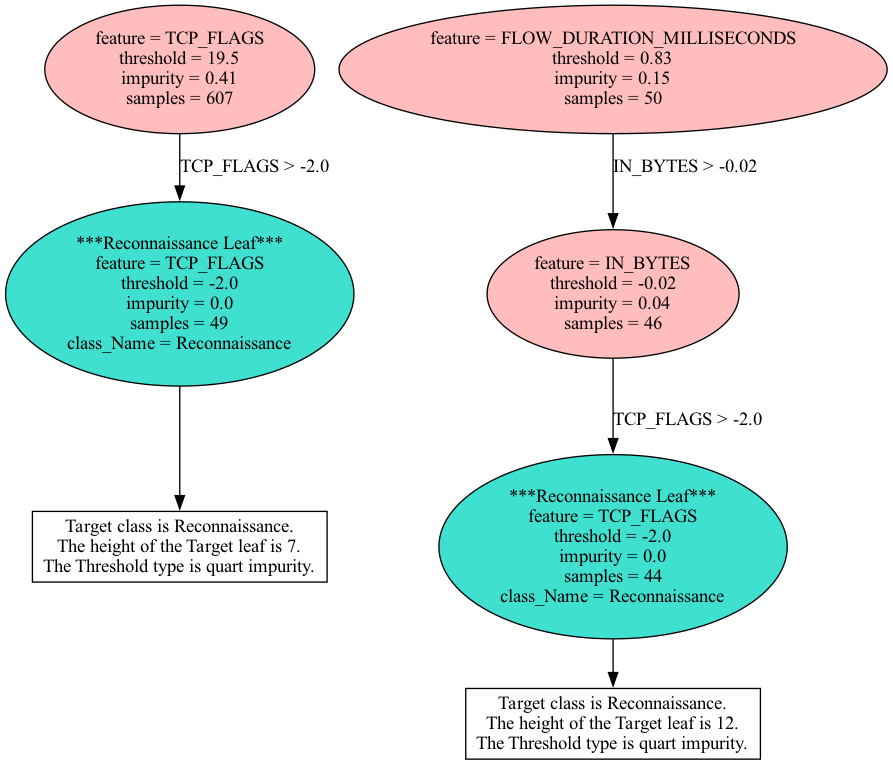 feature = TCP_FLAGS
threshold = 19.5
impurity = 0.41
samples = 607
TCP_FLAGS > -2.0
***Reconnaissance Leaf***
feature = TCP_FLAGS
threshold = -2.0
impurity = 0.0
samples = 49
class_Name = Reconnaissance
Target class is Reconnaissance.
The height of the Target leaf is 7.
The Threshold type is quart impurity.
feature = FLOW_DURATION_MILLISECONDS
threshold = 0.83
impurity = 0.15
samples = 50
IN_BYTES > -0.02
feature = IN_BYTES
threshold = -0.02
impurity = 0.04
samples = 46
TCP_FLAGS > -2.0
***Reconnaissance Leaf***
feature = TCP_FLAGS
threshold = -2.0
impurity = 0.0
samples = 44
class_Name = Reconnaissance
Target class is Reconnaissance.
The height of the Target leaf is 12.
The Threshold type is quart impurity.